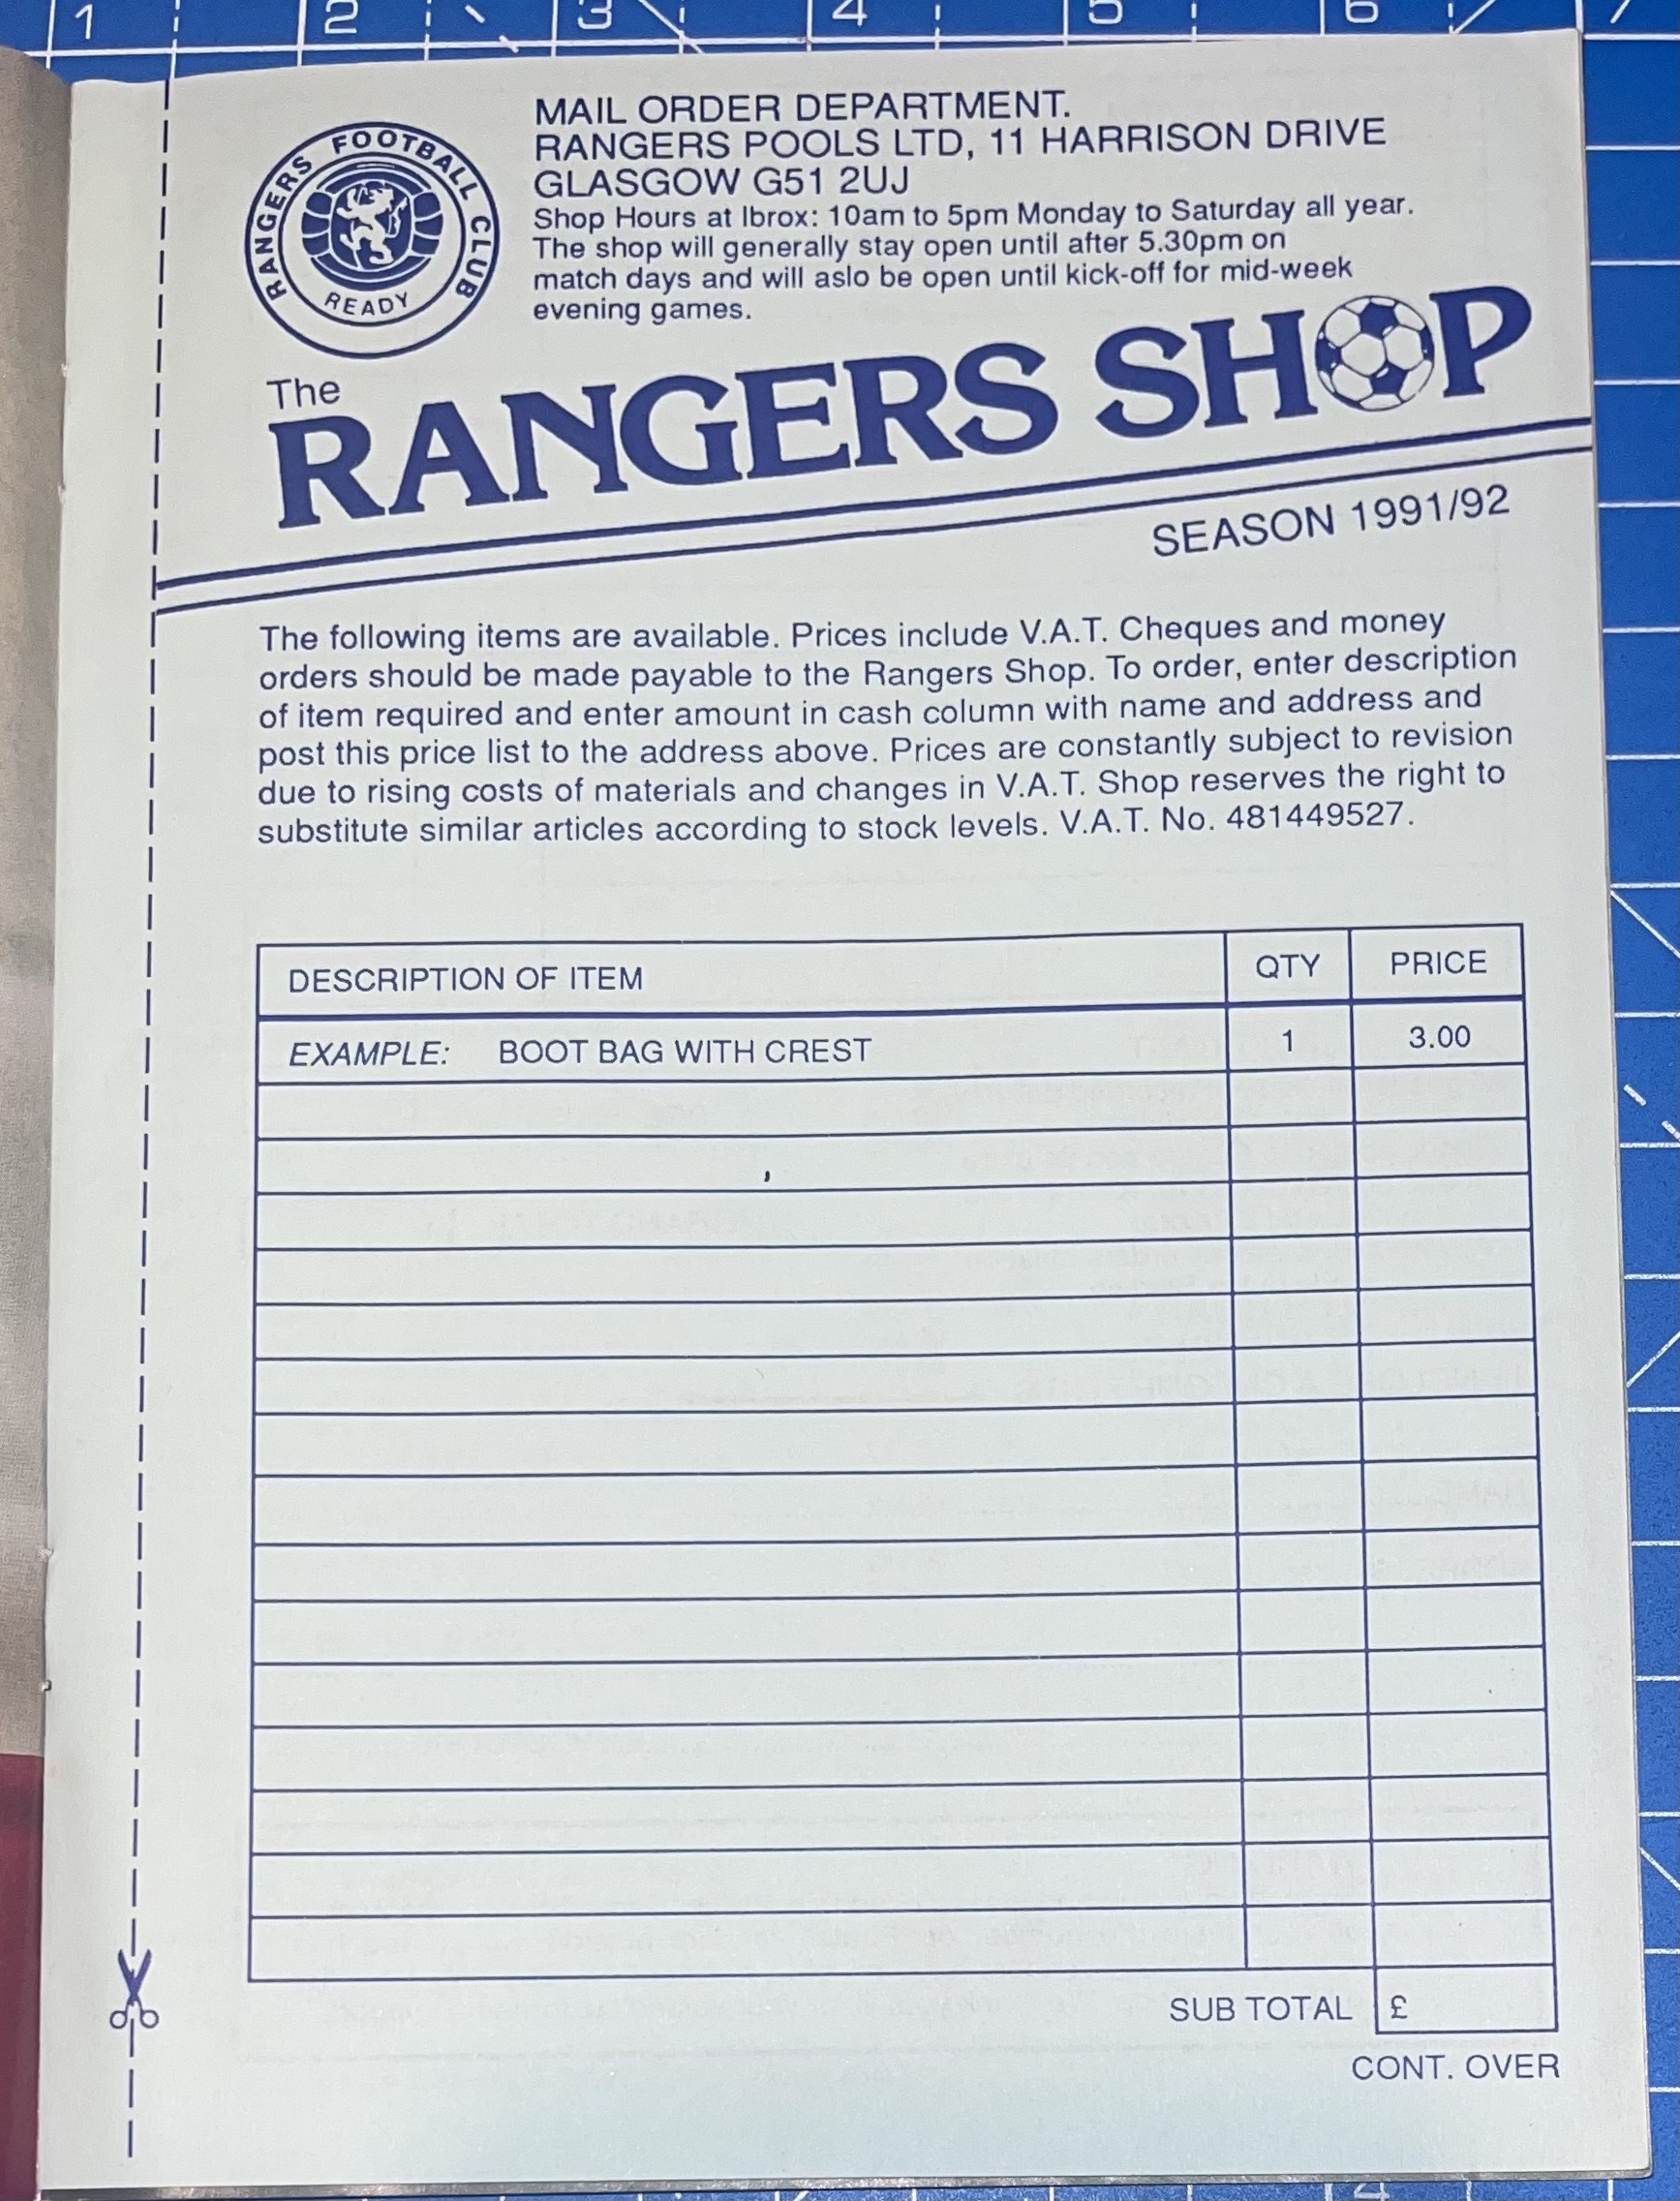 1 2 3 4 5 6 7
RANGERS FOOTBALL CLUB
READY
MAIL ORDER DEPARTMENT.
RANGERS POOLS LTD, 11 HARRISON DRIVE
GLASGOW G51 2UJ
Shop Hours at Ibrox: 10am to 5pm Monday to Saturday all year.
The shop will generally stay open until after 5.30pm on
match days and will aslo be open until kick-off for mid-week
evening games.
The
RANGERS SHOP
SEASON 1991/92
The following items are available. Prices include V.A.T. Cheques and money
orders should be made payable to the Rangers Shop. To order, enter description
of item required and enter amount in cash column with name and address and
post this price list to the address above. Prices are constantly subject to revision
due to rising costs of materials and changes in V.A.T. Shop reserves the right to
substitute similar articles according to stock levels. V.A.T. No. 481449527.
DESCRIPTION OF ITEM QTY PRICE
EXAMPLE: BOOT BAG WITH CREST 1 3.00
SUB TOTAL £
CONT. OVER